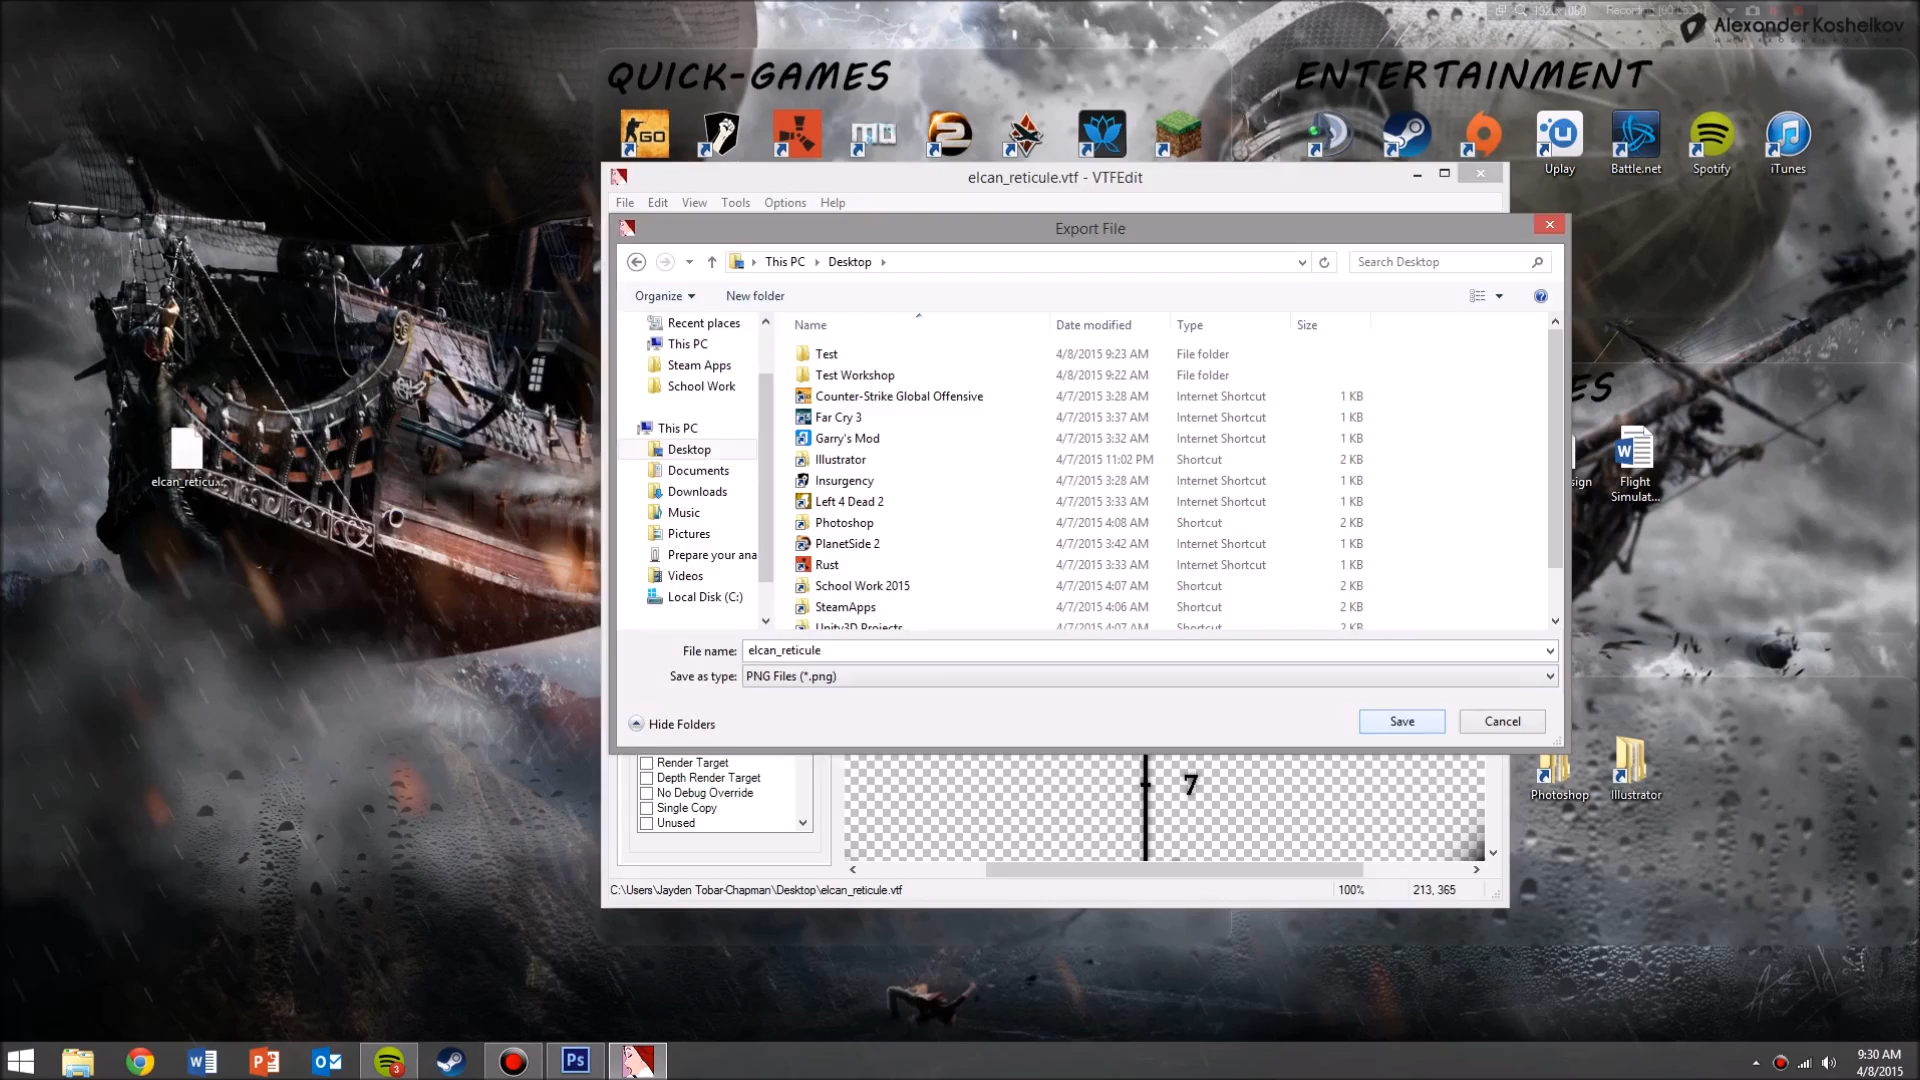 1920x1080 Recording
Alexander Koshelkov
QUICK-GAMES
ENTERTAINMENT
GO
Uplay
Battle.net
Spotify
iTunes
elcan_reticule.vtf - VTFEdit
File Edit View Tools Options Help
Export File
This PC Desktop
Search Desktop
Organize New folder
Name Date modified Type Size
Recent places
This PC
Steam Apps
School Work
This PC
Desktop
Documents
Downloads
Music
Pictures
Prepare your ana
Videos
Local Disk (C:)
Test 4/8/2015 9:23 AM File folder
Test Workshop 4/8/2015 9:22 AM File folder
Counter-Strike Global Offensive 4/7/2015 3:28 AM Internet Shortcut 1 KB
Far Cry 3 4/7/2015 3:37 AM Internet Shortcut 1 KB
Garry's Mod 4/7/2015 3:32 AM Internet Shortcut 1 KB
Illustrator 4/7/2015 11:02 PM Shortcut 2 KB
Insurgency 4/7/2015 3:28 AM Internet Shortcut 1 KB
Left 4 Dead 2 4/7/2015 3:33 AM Internet Shortcut 1 KB
Photoshop 4/7/2015 4:08 AM Shortcut 2 KB
PlanetSide 2 4/7/2015 3:42 AM Internet Shortcut 1 KB
Rust 4/7/2015 3:33 AM Internet Shortcut 1 KB
School Work 2015 4/7/2015 4:07 AM Shortcut 2 KB
SteamApps 4/7/2015 4:06 AM Shortcut 2 KB
Unity3D Projects 4/7/2015 4:07 AM Shortcut 2 KB
File name: elcan_reticule
Save as type: PNG Files (*.png)
Hide Folders
Save
Cancel
elcan_reticu...
ES
sign
Flight
Simulat...
Photoshop
Illustrator
Render Target
Depth Render Target
No Debug Override
Single Copy
Unused
7
C:\Users\Jayden Tobar-Chapman\Desktop\elcan_reticule.vtf
100%
213, 365
3
Ps
9:30 AM
4/8/2015